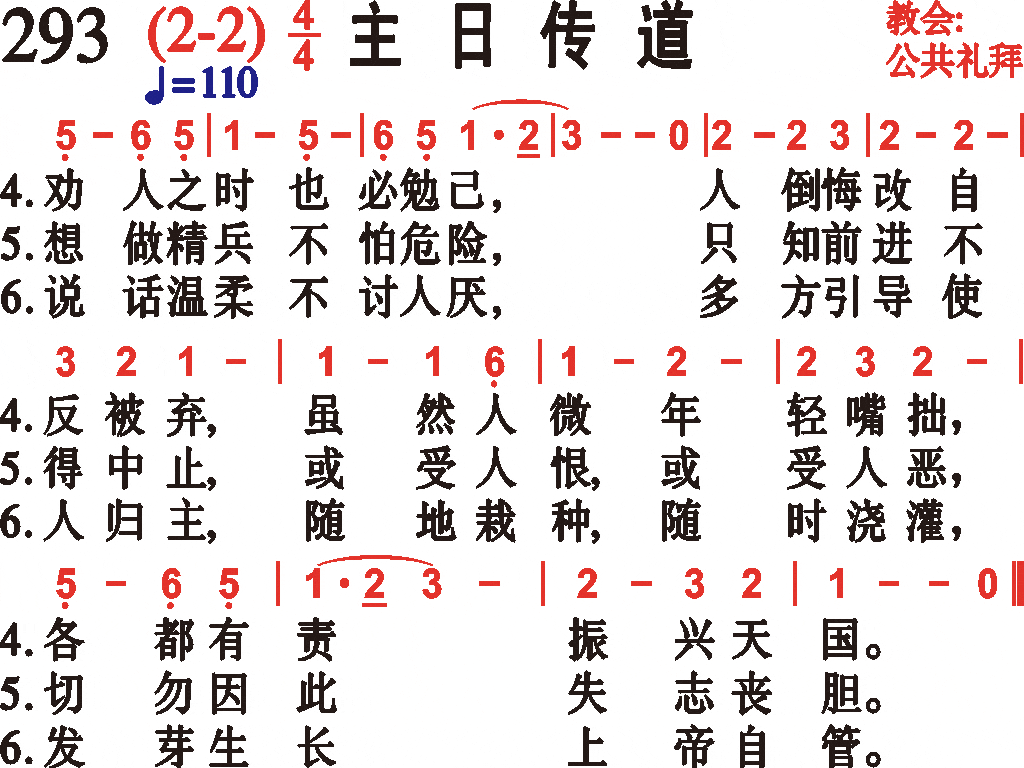 293 (2-2) 4/4 主日传道 教会:
♩=110 公共礼拜
5 - 6 5 | 1 - 5 - | 6 5 1 · 2 | 3 - - 0 | 2 - 2 3 | 2 - 2 - |
4.劝 人之时 也 必勉己, 人 倒悔改 自
5.想 做精兵 不 怕危险, 只 知前进 不
6.说 话温柔 不 讨人厌, 多 方引导 使
3 2 1 - | 1 - 1 6 | 1 - 2 - | 2 3 2 - |
4.反被弃, 虽 然人微 年 轻嘴拙,
5.得中止, 或 受人恨, 或 受人恶,
6.人归主, 随 地栽种, 随 时浇灌,
5 - 6 5 | 1 · 2 3 - | 2 - 3 2 | 1 - - 0 ‖
4.各 都有责 振 兴天国。
5.切 勿因此 失 志丧胆。
6.发 芽生长 上 帝自管。